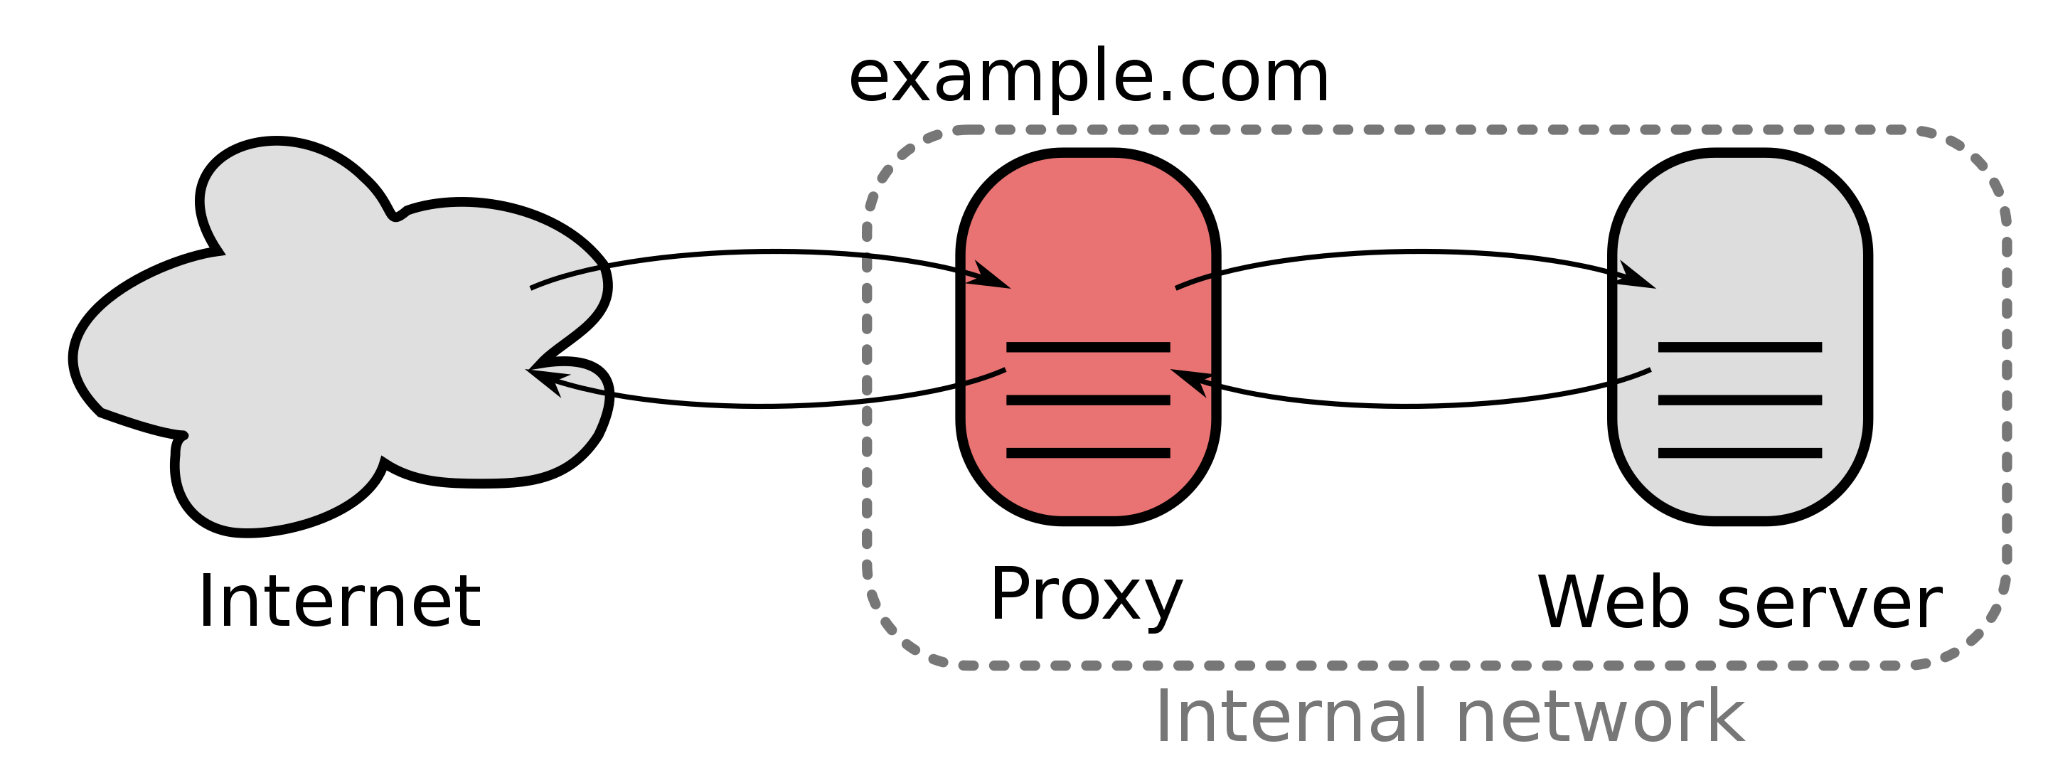 example.com
Internet
Proxy
Web server
Internal network